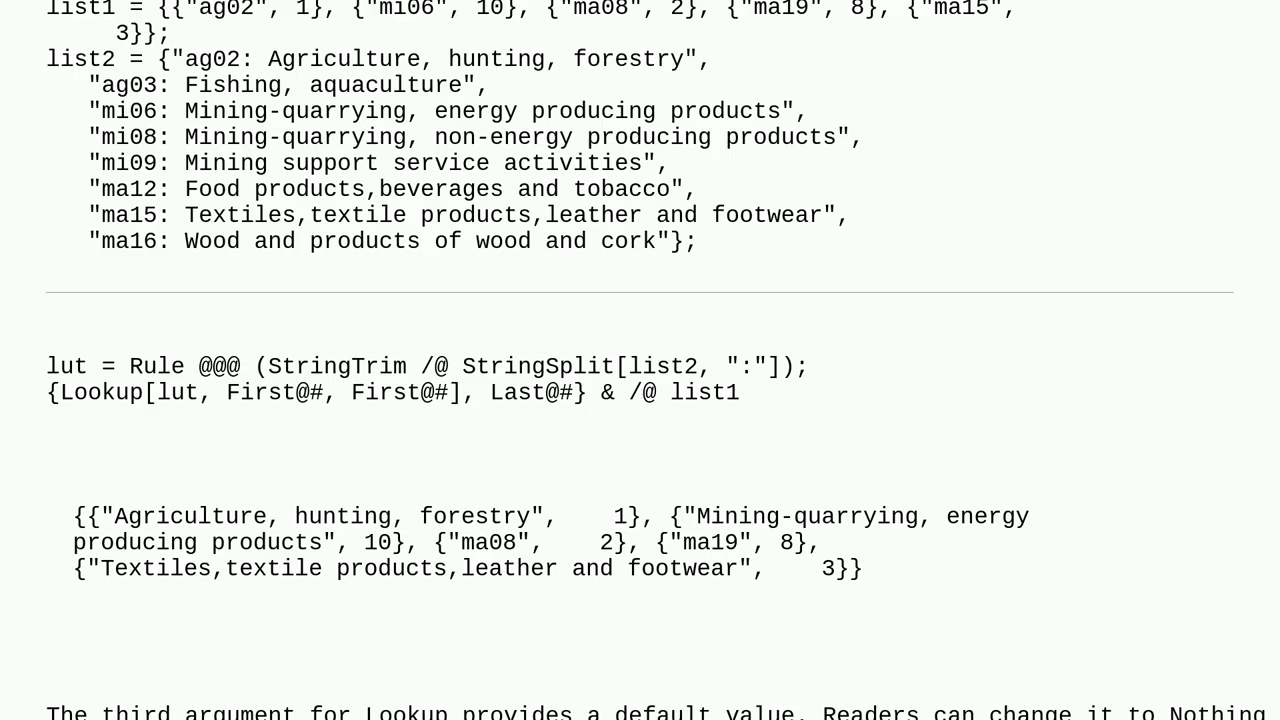 list1 = {{"ag02", 1}, {"mi06", 10}, {"ma08", 2}, {"ma19", 8}, {"ma15",
3}};
list2 = {"ag02: Agriculture, hunting, forestry",
"ag03: Fishing, aquaculture",
"mi06: Mining-quarrying, energy producing products",
"mi08: Mining-quarrying, non-energy producing products",
"mi09: Mining support service activities",
"ma12: Food products,beverages and tobacco",
"ma15: Textiles,textile products,leather and footwear",
"ma16: Wood and products of wood and cork"};
lut = Rule @@@ (StringTrim /@ StringSplit[list2, ":"]);
{Lookup[lut, First@#, First@#], Last@#} & /@ list1
{{"Agriculture, hunting, forestry",    1}, {"Mining-quarrying, energy
producing products", 10}, {"ma08",    2}, {"ma19", 8},
{"Textiles,textile products,leather and footwear",    3}}
The third argument for Lookup provides a default value. Readers can change it to Nothing